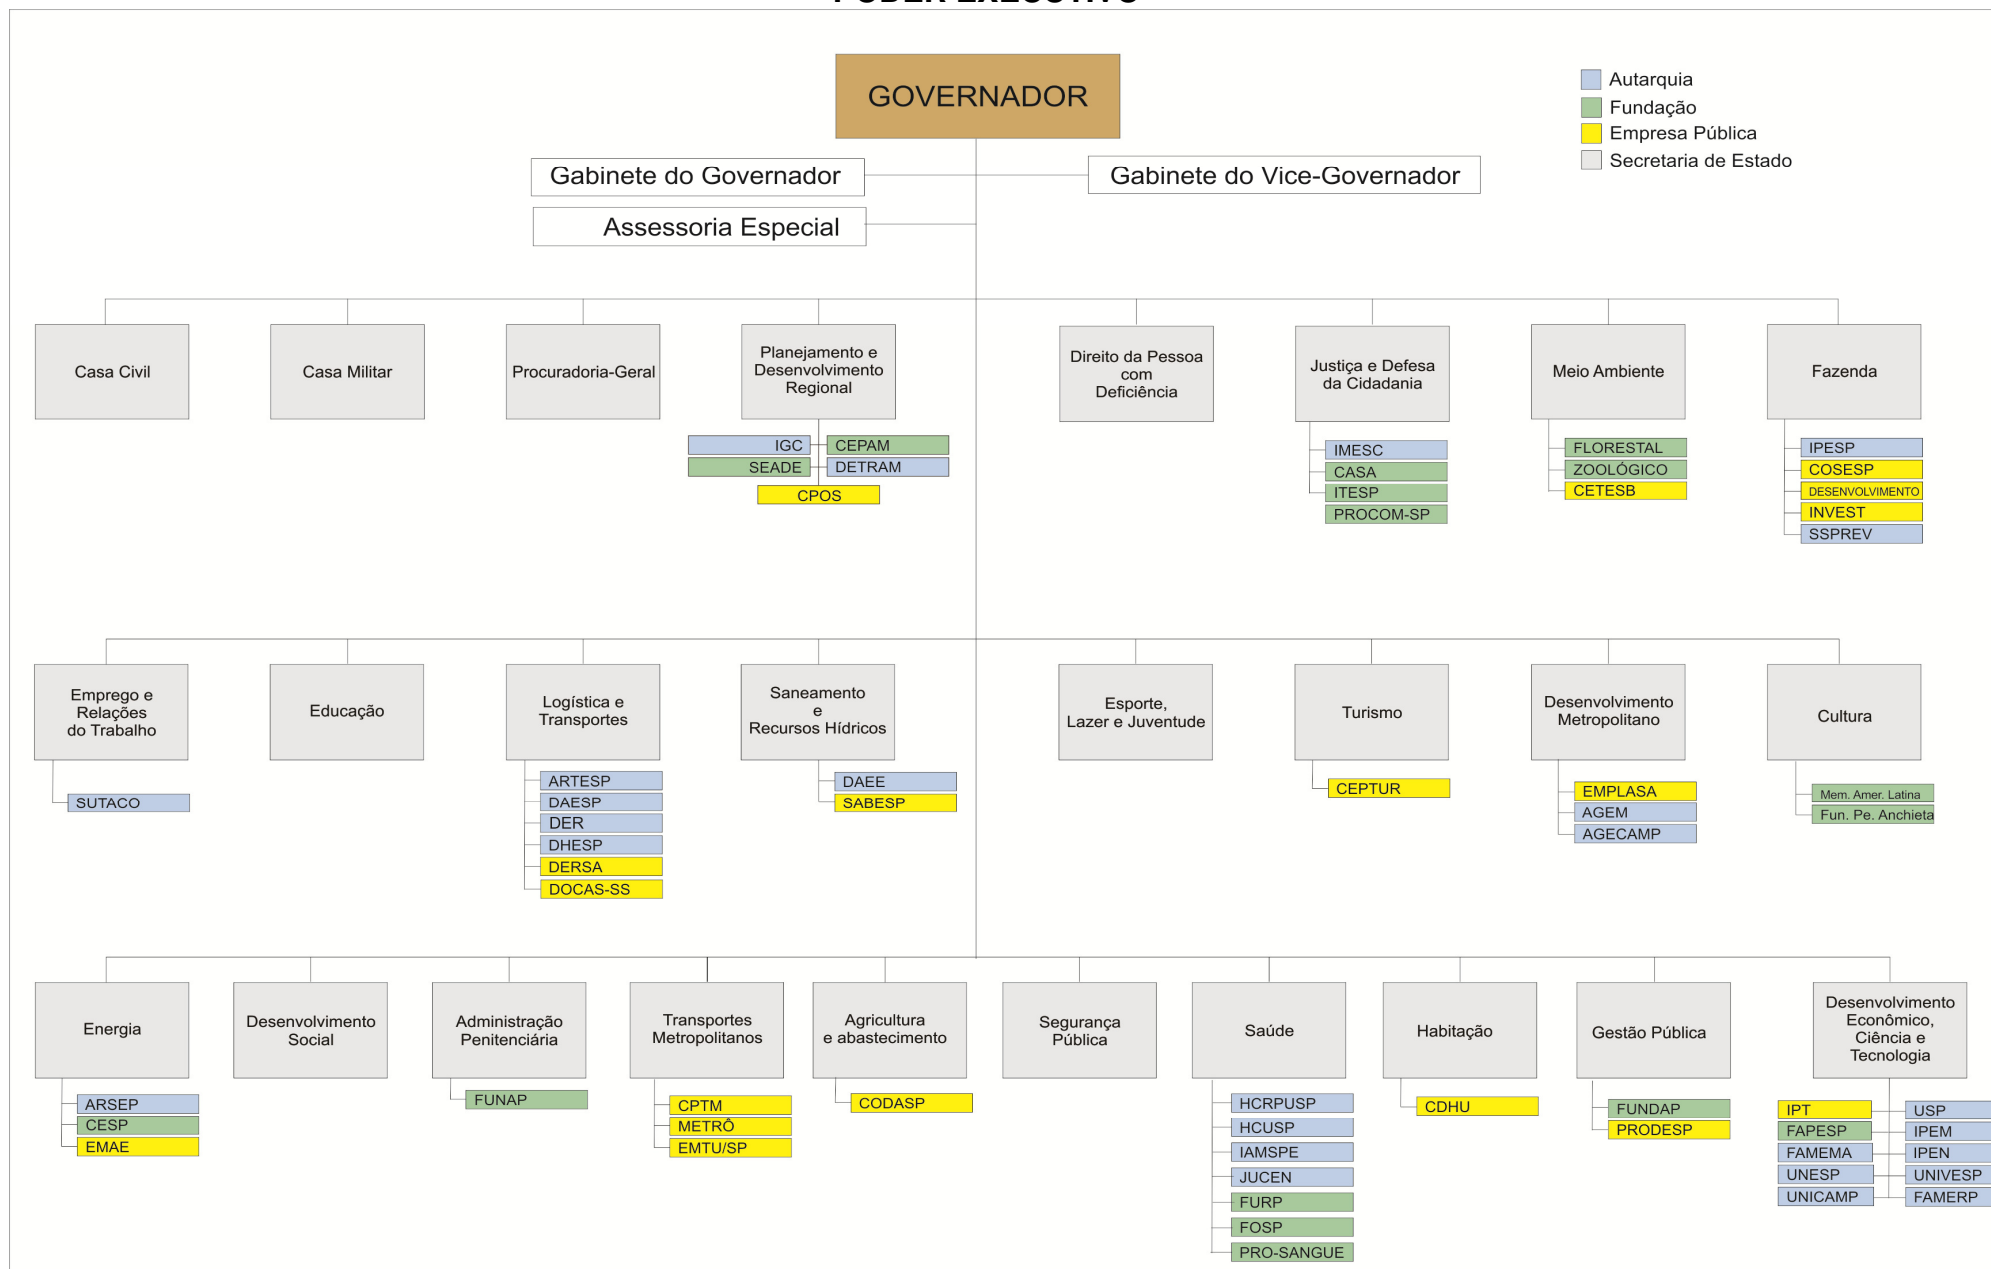 PODER EXECUTIVO
GOVERNADOR
Autarquia
Fundação
Empresa Pública
Secretaria de Estado
Gabinete do Governador
Gabinete do Vice-Governador
Assessoria Especial
Casa Civil
Casa Militar
Procuradoria-Geral
Planejamento e
Desenvolvimento
Regional
IGC
CEPAM
SEADE
DETRAM
CPOS
Direito da Pessoa
com
Deficiência
Justiça e Defesa
da Cidadania
IMESC
CASA
ITESP
PROCOM-SP
Meio Ambiente
FLORESTAL
ZOOLÓGICO
CETESB
Fazenda
IPESP
COSESP
DESENVOLVIMENTO
INVEST
SSPREV
Emprego e
Relações
do Trabalho
SUTACO
Educação
Logística e
Transportes
ARTESP
DAESP
DER
DHESP
DERSA
DOCAS-SS
Saneamento
e
Recursos Hídricos
DAEE
SABESP
Esporte,
Lazer e Juventude
Turismo
CEPTUR
Desenvolvimento
Metropolitano
EMPLASA
AGEM
AGECAMP
Cultura
Mem. Amer. Latina
Fun. Pe. Anchieta
Energia
ARSEP
CESP
EMAE
Desenvolvimento
Social
Administração
Penitenciária
FUNAP
Transportes
Metropolitanos
CPTM
METRÔ
EMTU/SP
Agricultura
e abastecimento
CODASP
Segurança
Pública
Saúde
HCRPUSP
HCUSP
IAMSPE
JUCEN
FURP
FOSP
PRO-SANGUE
Habitação
CDHU
Gestão Pública
FUNDAP
PRODESP
Desenvolvimento
Econômico,
Ciência e
Tecnologia
IPT
USP
FAPESP
IPEM
FAMEMA
IPEN
UNESP
UNIVESP
UNICAMP
FAMERP